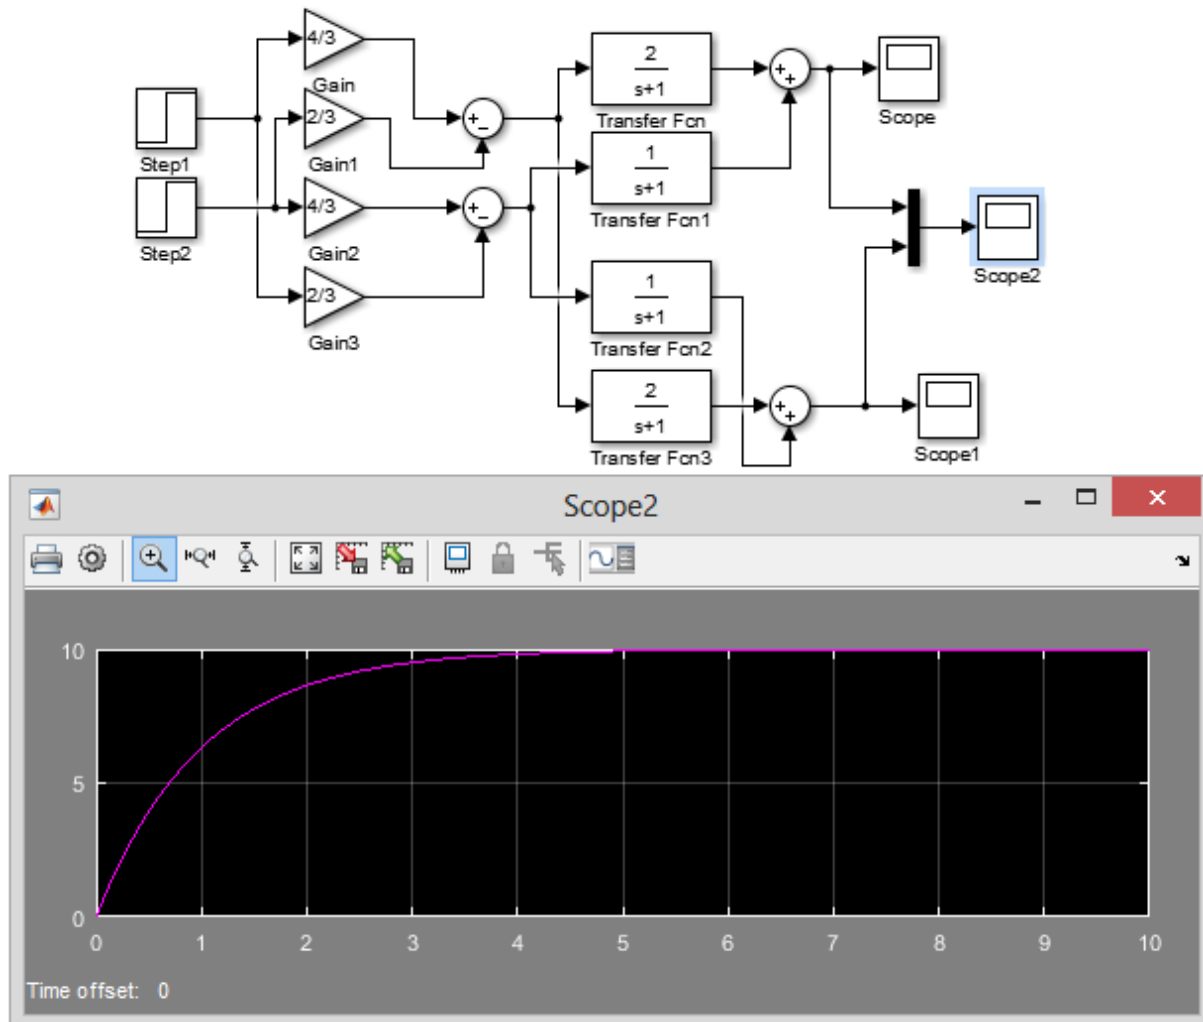 4/3
Gain
Step1
2/3
Gain1
Step2
4/3
Gain2
2/3
Gain3
+
−
+
−
2
s+1
Transfer Fcn
1
s+1
Transfer Fcn1
1
s+1
Transfer Fcn2
2
s+1
Transfer Fcn3
+
+
+
+
Scope
Scope2
Scope1
Scope2
10
5
0
0 1 2 3 4 5 6 7 8 9 10
Time offset: 0